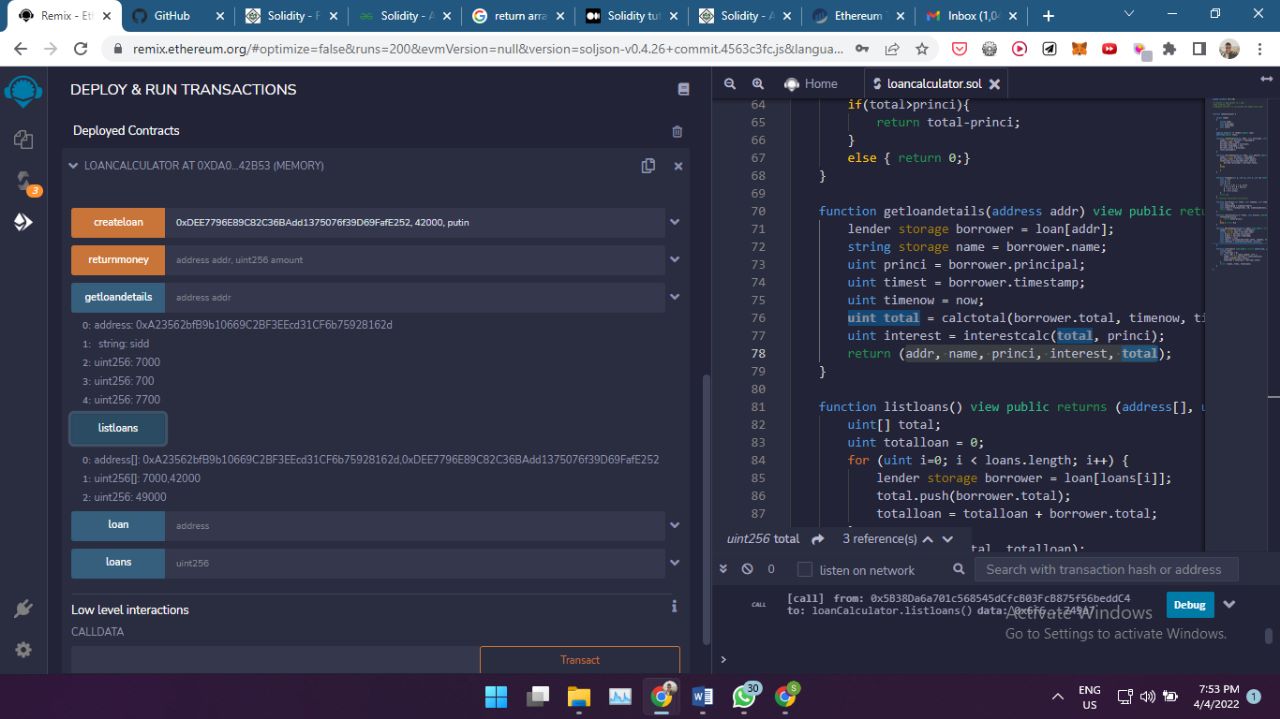 Remix - Et
GitHub
Solidity - F
Solidity - A
return arra
Solidity tut
Solidity - A
Ethereum
Inbox (1,04
remix.ethereum.org/#optimize=false&runs=200&evmVersion=null&version=soljson-v0.4.26+commit.4563c3fc.js&langua...
DEPLOY & RUN TRANSACTIONS
Deployed Contracts
LOANCALCULATOR AT 0XDA0...42B53 (MEMORY)
createloan 0xDEE7796E89C82C36BAdd1375076f39D69FafE252, 42000, putin
returnmoney address addr, uint256 amount
getloandetails address addr
0: address: 0xA23562bfB9b10669C2BF3EEcd31CF6b75928162d
1: string: sidd
2: uint256: 7000
3: uint256: 700
4: uint256: 7700
listloans
0: address[]: 0xA23562bfB9b10669C2BF3EEcd31CF6b75928162d,0xDEE7796E89C82C36BAdd1375076f39D69FafE252
1: uint256[]: 7000,42000
2: uint256: 49000
loan address
loans uint256
Low level interactions
CALLDATA
Transact
3
Home
loancalculator.sol
64 if(total>princi){
65 return total-princi;
66 }
67 else { return 0;}
68 }
69
70 function getloandetails(address addr) view public retu
71 lender storage borrower = loan[addr];
72 string storage name = borrower.name;
73 uint princi = borrower.principal;
74 uint timest = borrower.timestamp;
75 uint timenow = now;
76 uint total = calctotal(borrower.total, timenow, ti
77 uint interest = interestcalc(total, princi);
78 return (addr, name, princi, interest, total);
79 }
80
81 function listloans() view public returns (address[], u
82 uint[] total;
83 uint totalloan = 0;
84 for (uint i=0; i < loans.length; i++) {
85 lender storage borrower = loan[loans[i]];
86 total.push(borrower.total);
87 totalloan = totalloan + borrower.total;
tal, totalloan);
uint256 total 3 reference(s)
0 listen on network Search with transaction hash or address
CALL [call] from: 0x5B38Da6a701c568545dCfcB03FcB875f56beddC4
to: loanCalculator.listloans() data: 0x6f6...249A7
Debug
Activate Windows
Go to Settings to activate Windows.
>
30
S
ENG
US
7:53 PM
4/4/2022
1